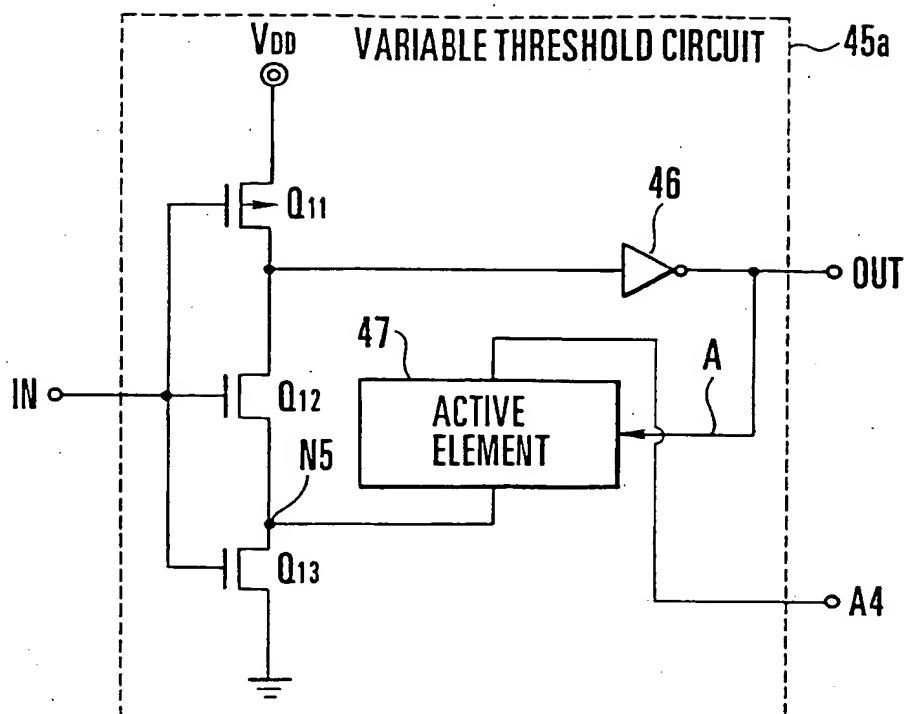 VDD
VARIABLE THRESHOLD CIRCUIT
45a
Q11
46
OUT
47
A
IN
Q12
ACTIVE
ELEMENT
N5
Q13
A4